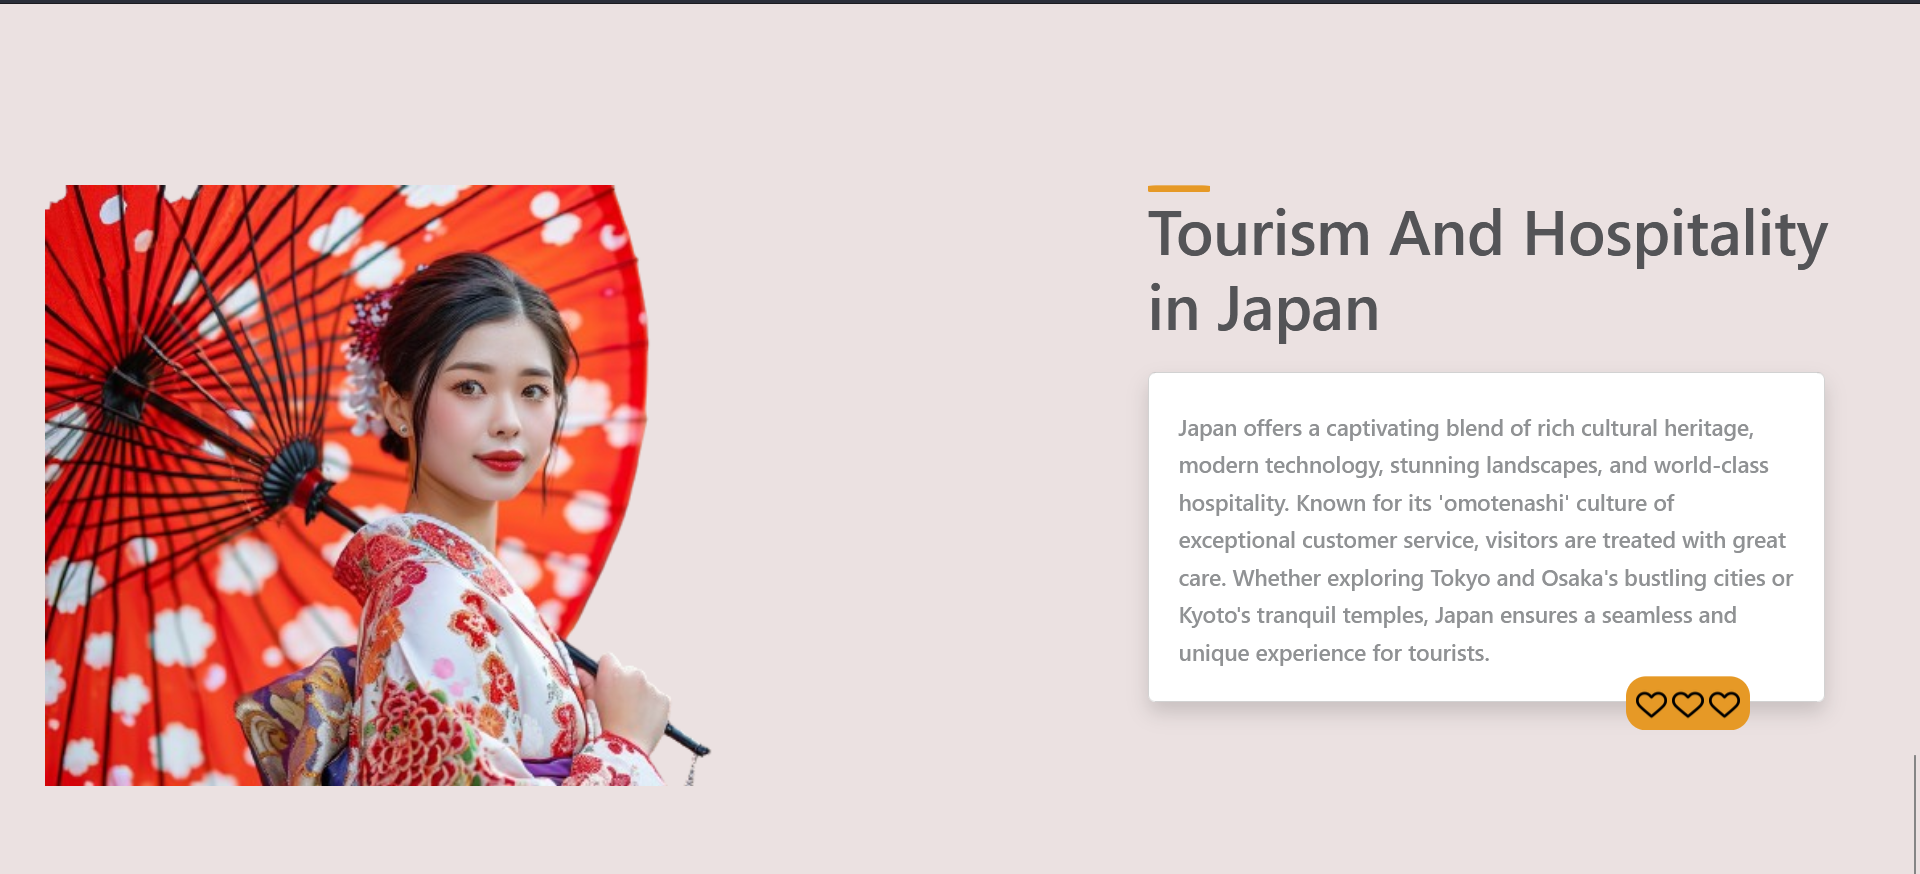 Tourism And Hospitality
in Japan
Japan offers a captivating blend of rich cultural heritage,
modern technology, stunning landscapes, and world-class
hospitality. Known for its 'omotenashi' culture of
exceptional customer service, visitors are treated with great
care. Whether exploring Tokyo and Osaka's bustling cities or
Kyoto's tranquil temples, Japan ensures a seamless and
unique experience for tourists.